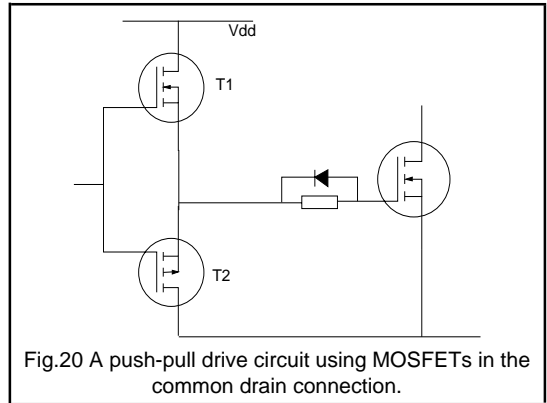 Vdd
T1
T2
Fig.20 A push-pull drive circuit using MOSFETs in the
common drain connection.